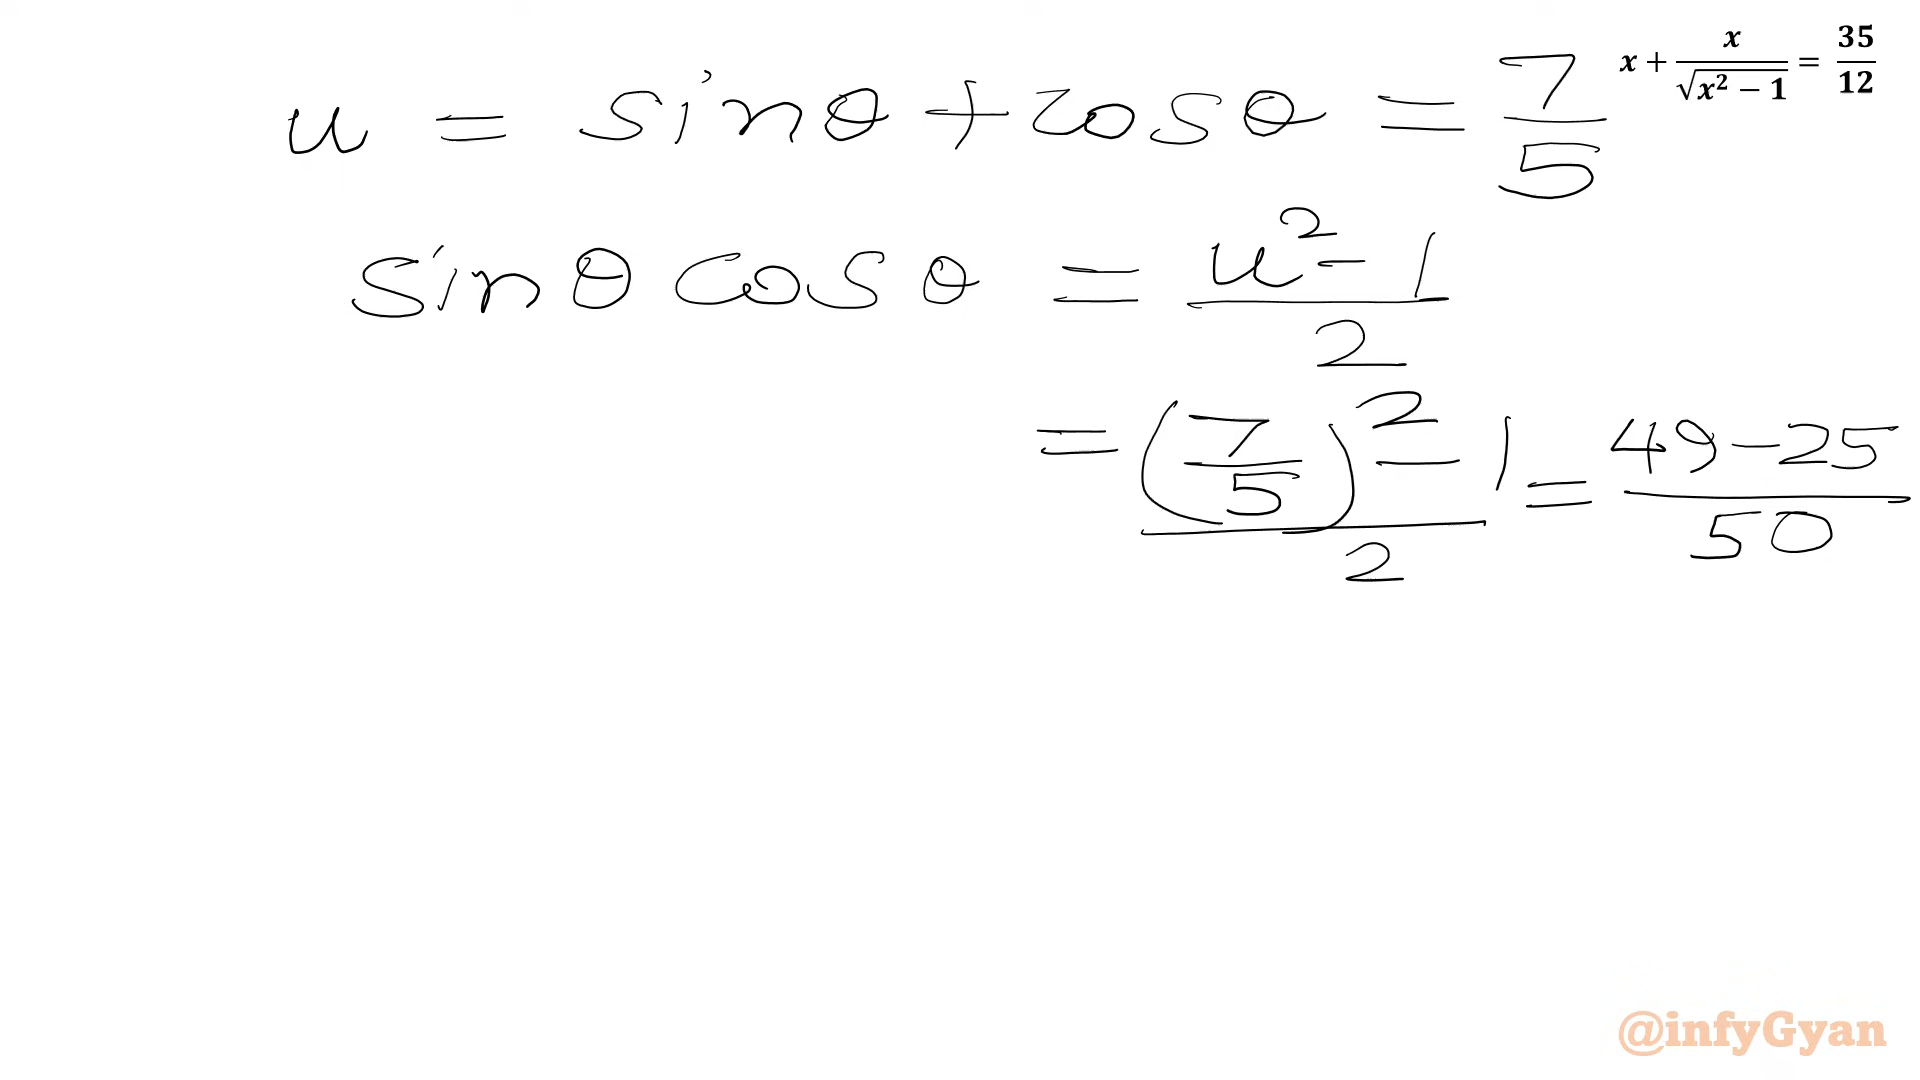 x + x/√(x² − 1) = 35/12
u = sinθ + cosθ = 7/5
sinθ cosθ = (u² − 1)/2
= ((7/5)² − 1)/2 = (49 − 25)/50
@infyGyan